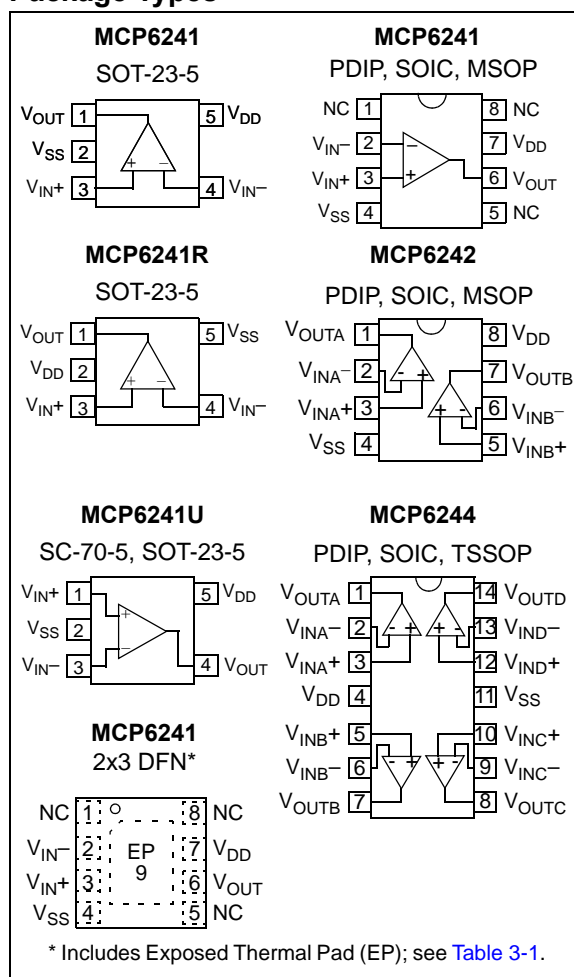 Package Types
MCP6241
SOT-23-5
VOUT 1
VSS 2
VIN+ 3
5 VDD
4 VIN–
+ –
MCP6241
PDIP, SOIC, MSOP
NC 1
VIN– 2
VIN+ 3
VSS 4
8 NC
7 VDD
6 VOUT
5 NC
–
+
MCP6241R
SOT-23-5
VOUT 1
VDD 2
VIN+ 3
5 VSS
4 VIN–
+ –
MCP6242
PDIP, SOIC, MSOP
VOUTA 1
VINA– 2
VINA+ 3
VSS 4
8 VDD
7 VOUTB
6 VINB–
5 VINB+
- +
+ -
MCP6241U
SC-70-5, SOT-23-5
VIN+ 1
VSS 2
VIN– 3
5 VDD
4 VOUT
+
–
MCP6244
PDIP, SOIC, TSSOP
VOUTA 1
VINA– 2
VINA+ 3
VDD 4
VINB+ 5
VINB– 6
VOUTB 7
14 VOUTD
13 VIND–
12 VIND+
11 VSS
10 VINC+
9 VINC–
8 VOUTC
- +
+ -
- +
+ -
MCP6241
2x3 DFN*
NC 1
VIN– 2
VIN+ 3
VSS 4
EP
9
8 NC
7 VDD
6 VOUT
5 NC
* Includes Exposed Thermal Pad (EP); see Table 3-1.